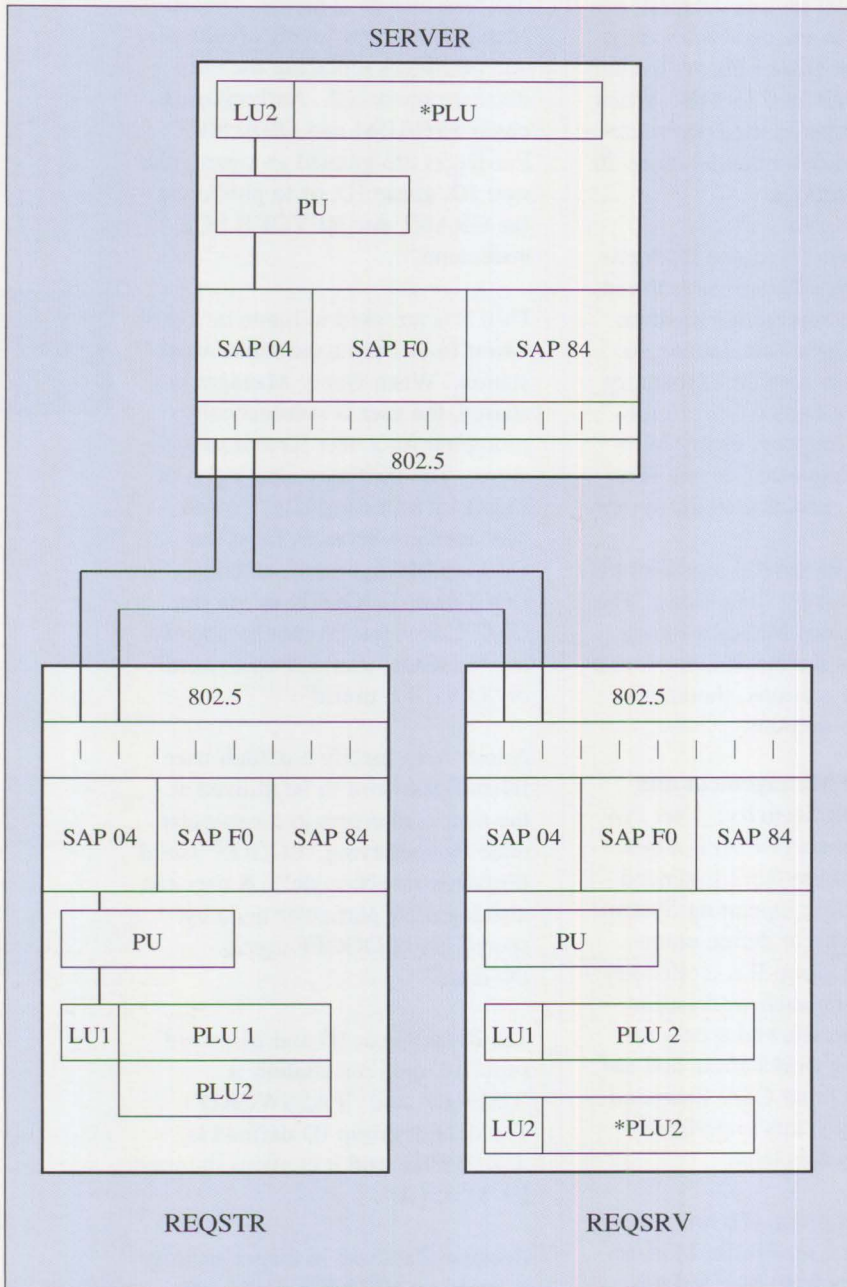 SERVER
LU2 *PLU
PU
SAP 04 SAP F0 SAP 84
802.5
802.5
SAP 04 SAP F0 SAP 84
PU
LU1 PLU 1
PLU2
REQSTR
802.5
SAP 04 SAP F0 SAP 84
PU
LU1 PLU 2
LU2 *PLU2
REQSRV